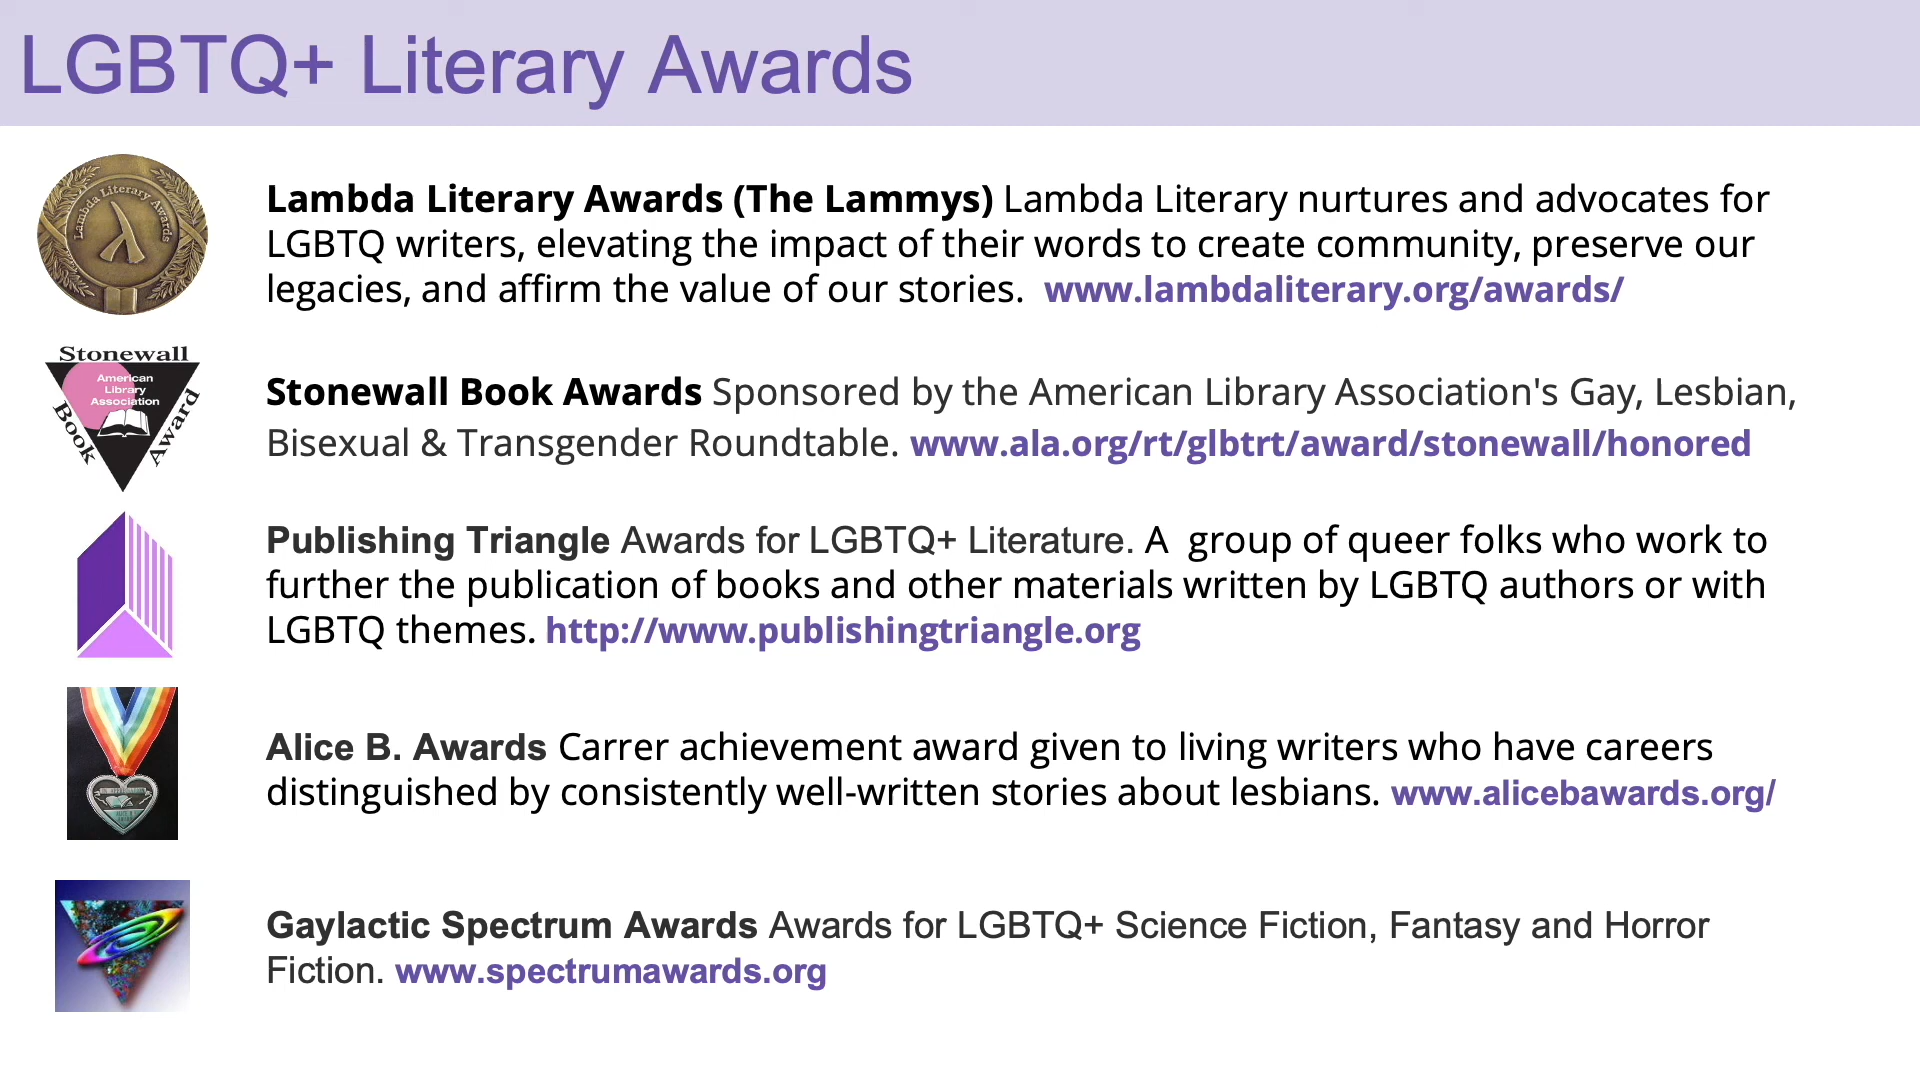 LGBTQ+ Literary Awards
Lambda Literary Awards
Lambda Literary Awards (The Lammys) Lambda Literary nurtures and advocates for
LGBTQ writers, elevating the impact of their words to create community, preserve our
legacies, and affirm the value of our stories. www.lambdaliterary.org/awards/
Stonewall
American
Library
Association
Book
Award
Stonewall Book Awards Sponsored by the American Library Association's Gay, Lesbian,
Bisexual & Transgender Roundtable. www.ala.org/rt/glbtrt/award/stonewall/honored
Publishing Triangle Awards for LGBTQ+ Literature. A group of queer folks who work to
further the publication of books and other materials written by LGBTQ authors or with
LGBTQ themes. http://www.publishingtriangle.org
Alice B. Awards Carrer achievement award given to living writers who have careers
distinguished by consistently well-written stories about lesbians. www.alicebawards.org/
Gaylactic Spectrum Awards Awards for LGBTQ+ Science Fiction, Fantasy and Horror
Fiction. www.spectrumawards.org